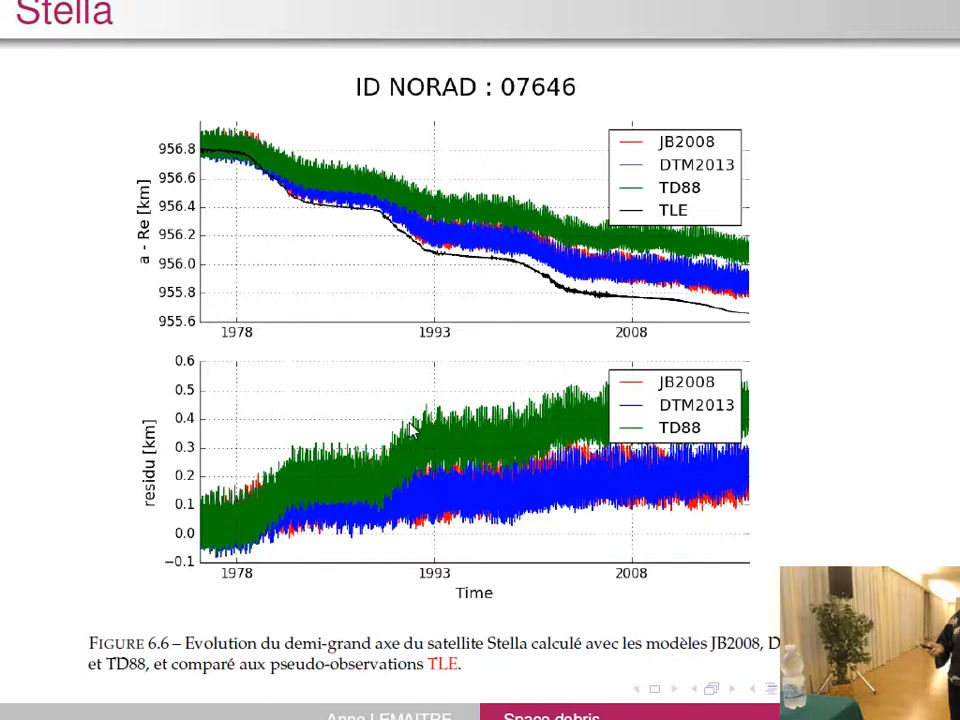 Stella
ID NORAD : 07646
a - Re [km]
956.8
956.6
956.4
956.2
956.0
955.8
955.6
1978
1993
2008
JB2008
DTM2013
TD88
TLE
residu [km]
0.6
0.5
0.4
0.3
0.2
0.1
0.0
−0.1
1978
1993
2008
Time
JB2008
DTM2013
TD88
FIGURE 6.6 – Evolution du demi-grand axe du satellite Stella calculé avec les modèles JB2008, D
et TD88, et comparé aux pseudo-observations TLE.
Anne LEMAITRE
Space debris